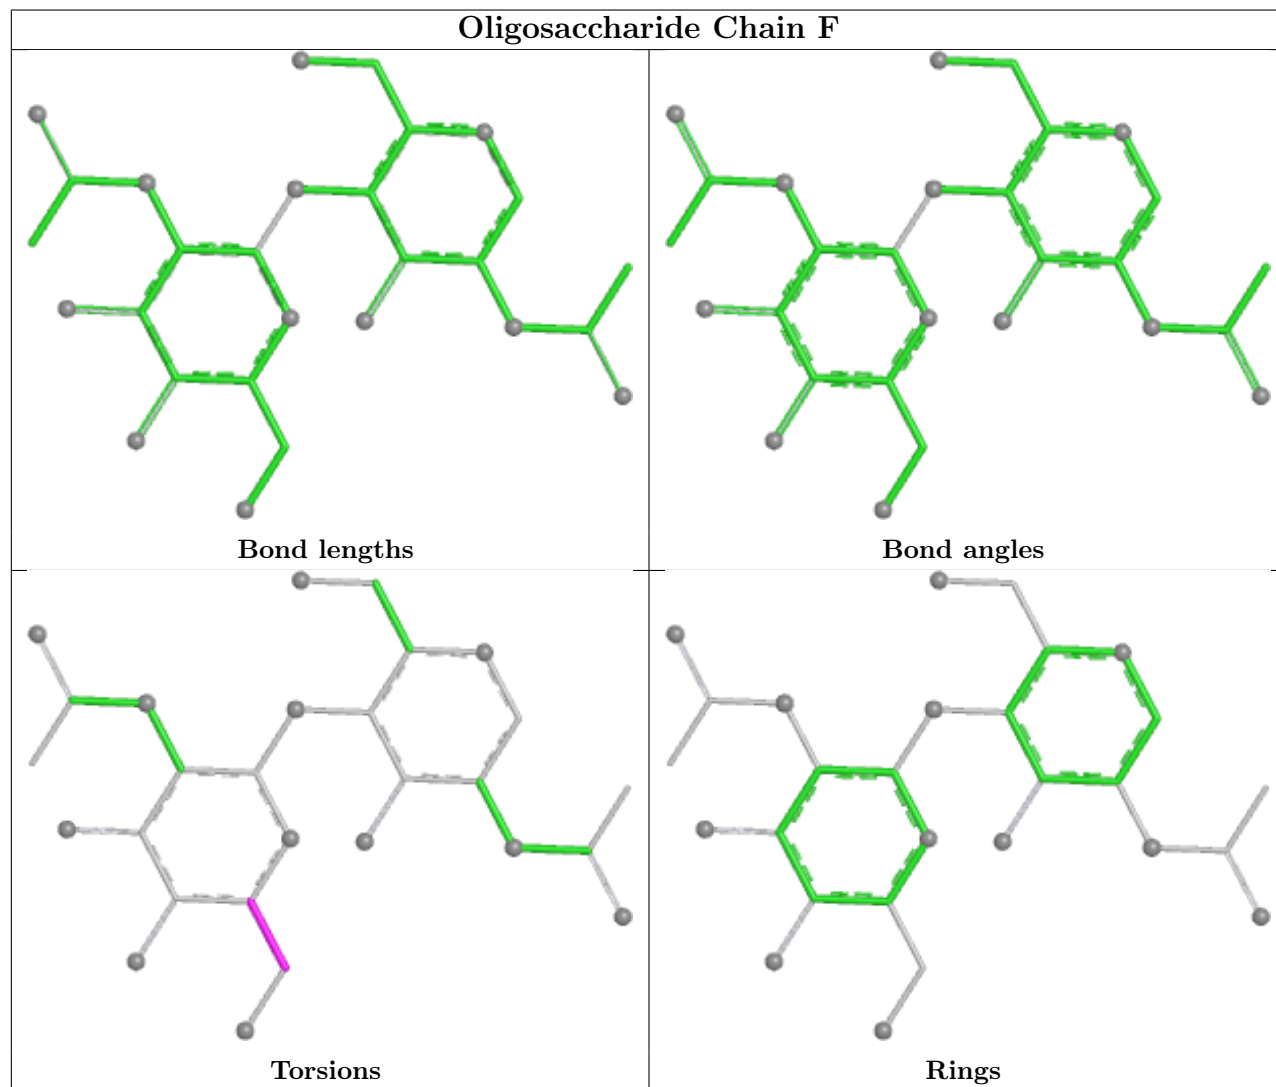 Oligosaccharide Chain F
Bond lengths
Bond angles
Torsions
Rings